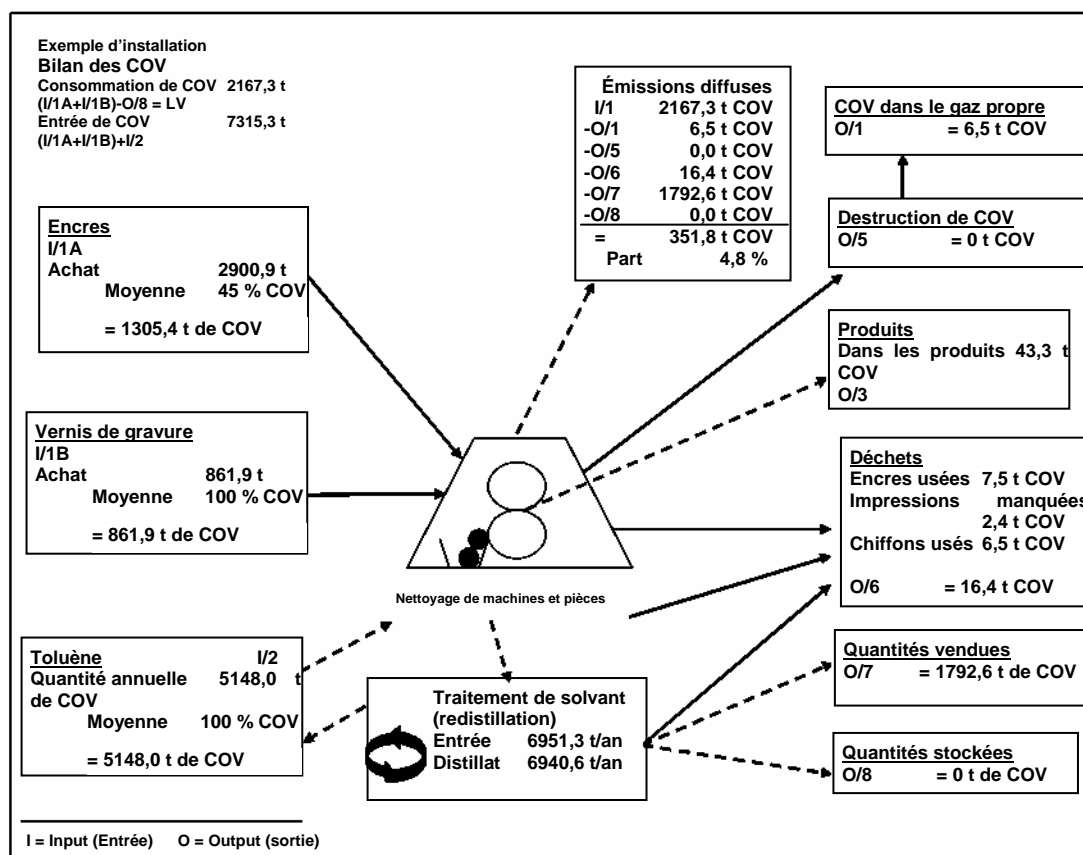 Exemple d'installation
Bilan des COV
Consommation de COV 2167,3 t
(I/1A+I/1B)-O/8 = LV
Entrée de COV 7315,3 t
(I/1A+I/1B)+I/2
Émissions diffuses
I/1 2167,3 t COV
-O/1 6,5 t COV
-O/5 0,0 t COV
-O/6 16,4 t COV
-O/7 1792,6 t COV
-O/8 0,0 t COV
= 351,8 t COV
Part 4,8 %
COV dans le gaz propre
O/1 = 6,5 t COV
Destruction de COV
O/5 = 0 t COV
Encres
I/1A
Achat 2900,9 t
Moyenne 45 % COV
= 1305,4 t de COV
Produits
Dans les produits 43,3 t
COV
O/3
Vernis de gravure
I/1B
Achat 861,9 t
Moyenne 100 % COV
= 861,9 t de COV
Déchets
Encres usées 7,5 t COV
Impressions manquées
2,4 t COV
Chiffons usés 6,5 t COV
O/6 = 16,4 t COV
Nettoyage de machines et pièces
Toluène I/2
Quantité annuelle 5148,0 t
de COV
Moyenne 100 % COV
= 5148,0 t de COV
Traitement de solvant
(redistillation)
Entrée 6951,3 t/an
Distillat 6940,6 t/an
Quantités vendues
O/7 = 1792,6 t de COV
Quantités stockées
O/8 = 0 t de COV
I = Input (Entrée) O = Output (sortie)